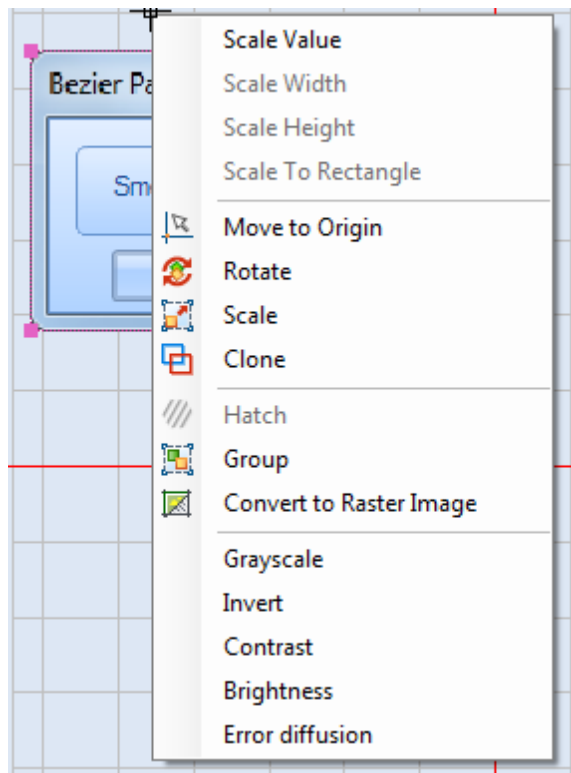 Scale Value
Bezier Pa
Scale Width
Scale Height
Scale To Rectangle
Sm
Move to Origin
Rotate
Scale
Clone
Hatch
Group
Convert to Raster Image
Grayscale
Invert
Contrast
Brightness
Error diffusion